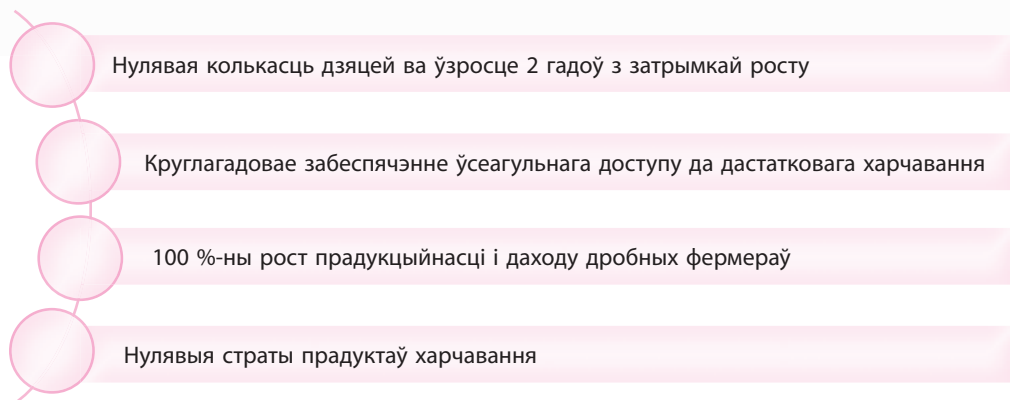 Нулявая колькасць дзяцей ва ўзросце 2 гадоў з затрымкай росту
Круглагадовае забеспячэнне ўсеагульнага доступу да дастатковага харчавання
100 %-ны рост прадукцыйнасці і даходу дробных фермераў
Нулявыя страты прадуктаў харчавання